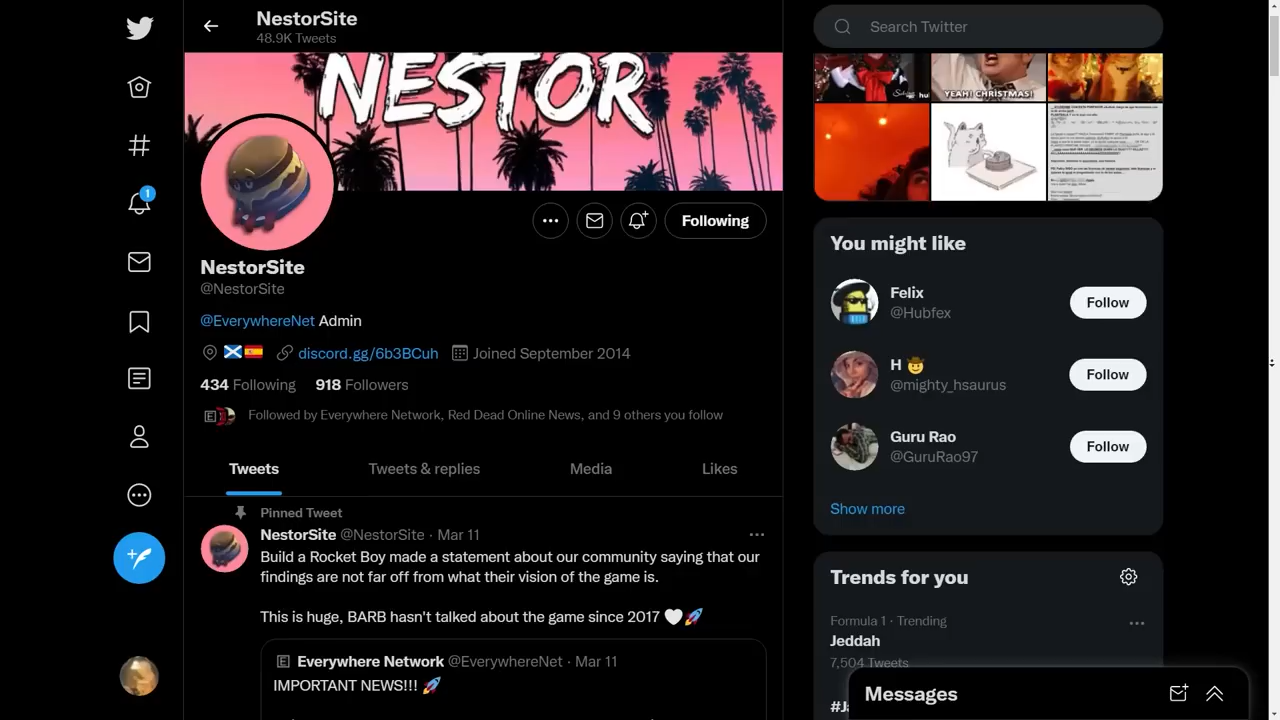 NestorSite
48.9K Tweets
NESTOR
Following
NestorSite
@NestorSite
@EverywhereNet Admin
discord.gg/6b3BCuh Joined September 2014
434 Following 918 Followers
Followed by Everywhere Network, Red Dead Online News, and 9 others you follow
Tweets Tweets & replies Media Likes
Pinned Tweet
NestorSite @NestorSite · Mar 11
Build a Rocket Boy made a statement about our community saying that our
findings are not far off from what their vision of the game is.
This is huge, BARB hasn't talked about the game since 2017 🤍🚀
E Everywhere Network @EverywhereNet · Mar 11
IMPORTANT NEWS!!! 🚀
1
Search Twitter
YEAH! CHRISTMAS!
You might like
Felix
@Hubfex
Follow
H 🤠
@mighty_hsaurus
Follow
Guru Rao
@GuruRao97
Follow
Show more
Trends for you
Formula 1 · Trending
Jeddah
7,504 Tweets
Messages